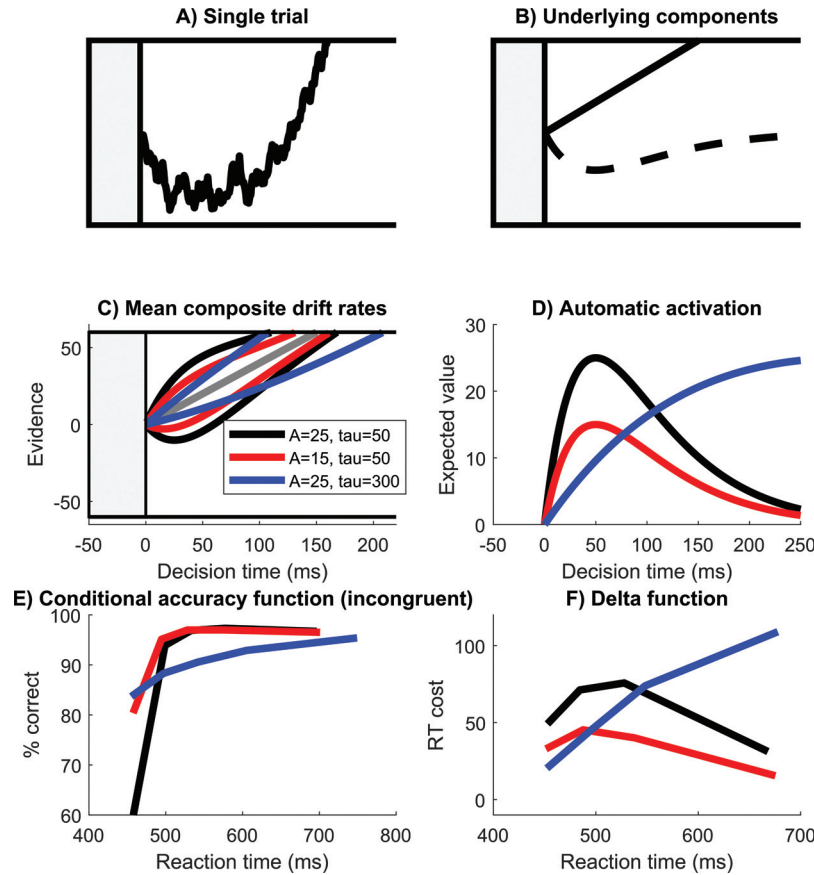 A) Single trial
B) Underlying components
C) Mean composite drift rates
50
0
-50
Evidence
A=25, tau=50
A=15, tau=50
A=25, tau=300
-50 0 50 100 150 200
Decision time (ms)
D) Automatic activation
30
20
10
0
Expected value
-50 0 50 100 150 200 250
Decision time (ms)
E) Conditional accuracy function (incongruent)
100
90
80
70
60
% correct
400 500 600 700 800
Reaction time (ms)
F) Delta function
100
50
0
RT cost
400 500 600 700
Reaction time (ms)